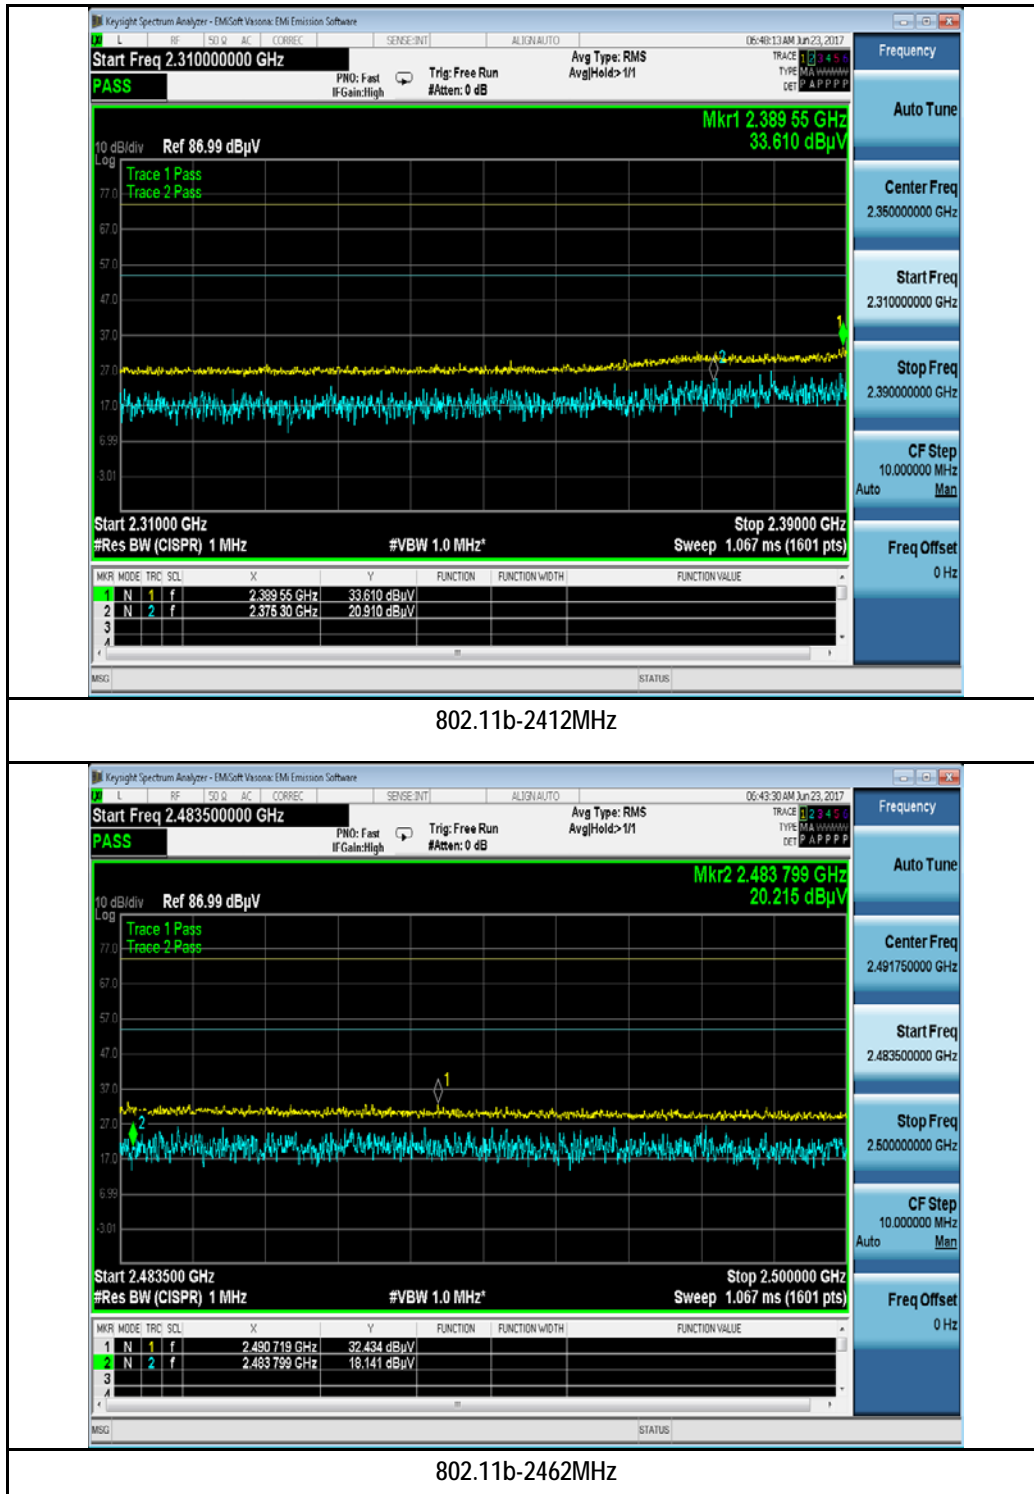 Keysight Spectrum Analyzer - EMiSoft Vasona: EMi Emission Software
L RF 50 Ω AC CORREC SENSE:INT ALIGN AUTO 06:48:13 AM Jun 23, 2017
Start Freq 2.310000000 GHz
Avg Type: RMS
TRACE 1 2 3 4 5 6
PNO: Fast Trig: Free Run Avg|Hold>1/1
TYPE M A W W W W
PASS
IFGain:High #Atten: 0 dB
DET P A P P P P
Mkr1 2.389 55 GHz
33.610 dBµV
10 dB/div Ref 86.99 dBµV
Log
Trace 1 Pass
Trace 2 Pass
77.0
67.0
57.0
47.0
37.0
27.0
17.0
6.99
-3.01
1
2
Start 2.31000 GHz Stop 2.39000 GHz
#Res BW (CISPR) 1 MHz #VBW 1.0 MHz* Sweep 1.067 ms (1601 pts)
MKR MODE TRC SCL X Y FUNCTION FUNCTION WIDTH FUNCTION VALUE
1 N 1 f 2.389 55 GHz 33.610 dBµV
2 N 2 f 2.375 30 GHz 20.910 dBµV
3
4
MSG STATUS
Frequency
Auto Tune
Center Freq
2.350000000 GHz
Start Freq
2.310000000 GHz
Stop Freq
2.390000000 GHz
CF Step
10.000000 MHz
Auto Man
Freq Offset
0 Hz
802.11b-2412MHz
Keysight Spectrum Analyzer - EMiSoft Vasona: EMi Emission Software
L RF 50 Ω AC CORREC SENSE:INT ALIGN AUTO 06:43:30 AM Jun 23, 2017
Start Freq 2.483500000 GHz
Avg Type: RMS
TRACE 1 2 3 4 5 6
PNO: Fast Trig: Free Run Avg|Hold>1/1
TYPE M A W W W W
PASS
IFGain:High #Atten: 0 dB
DET P A P P P P
Mkr2 2.483 799 GHz
20.215 dBµV
10 dB/div Ref 86.99 dBµV
Log
Trace 1 Pass
Trace 2 Pass
77.0
67.0
57.0
47.0
37.0
27.0
17.0
6.99
-3.01
1
2
Start 2.483500 GHz Stop 2.500000 GHz
#Res BW (CISPR) 1 MHz #VBW 1.0 MHz* Sweep 1.067 ms (1601 pts)
MKR MODE TRC SCL X Y FUNCTION FUNCTION WIDTH FUNCTION VALUE
1 N 1 f 2.490 719 GHz 32.434 dBµV
2 N 2 f 2.483 799 GHz 18.141 dBµV
3
4
MSG STATUS
Frequency
Auto Tune
Center Freq
2.491750000 GHz
Start Freq
2.483500000 GHz
Stop Freq
2.500000000 GHz
CF Step
10.000000 MHz
Auto Man
Freq Offset
0 Hz
802.11b-2462MHz